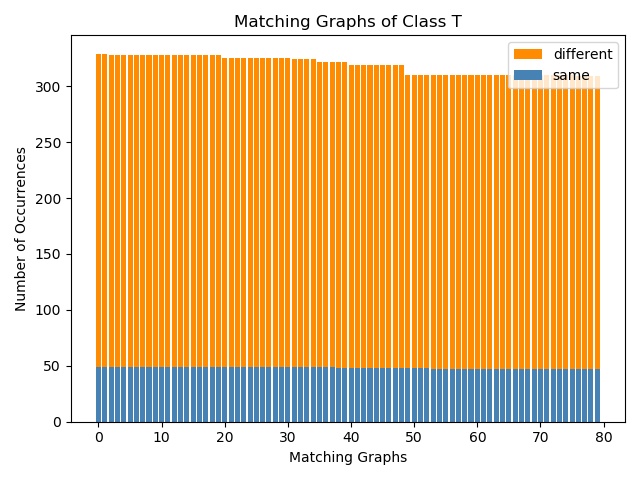 Matching Graphs of Class T
different
same
Number of Occurrences
300
250
200
150
100
50
0
0 10 20 30 40 50 60 70 80
Matching Graphs